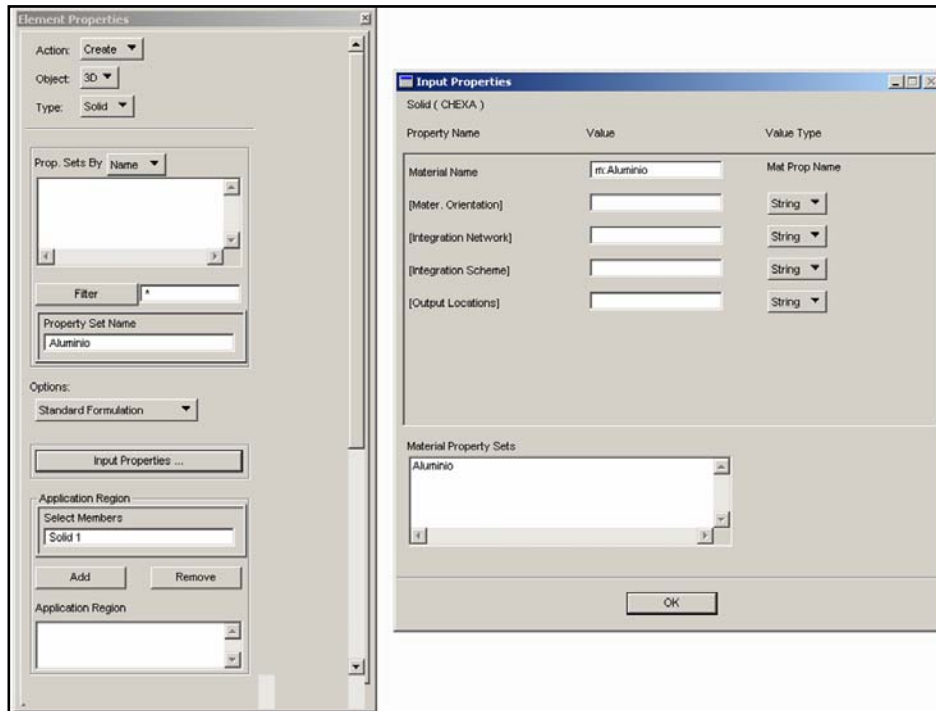 Element Properties
Action: Create
Object: 3D
Type: Solid
Prop. Sets By Name
Filter *
Property Set Name
Aluminio
Options:
Standard Formulation
Input Properties ...
Application Region
Select Members
Solid 1
Add Remove
Application Region
Input Properties
Solid ( CHEXA )
Property Name Value Value Type
Material Name m:Aluminio Mat Prop Name
[Mater. Orientation] String
[Integration Network] String
[Integration Scheme] String
[Output Locations] String
Material Property Sets
Aluminio
OK